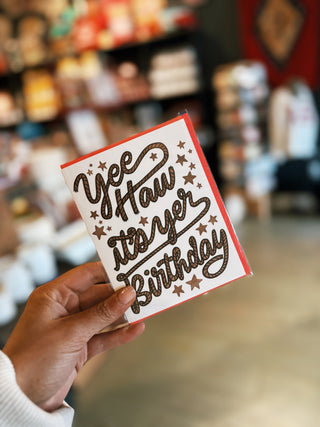 Yee
Haw
it's yer
Birthday